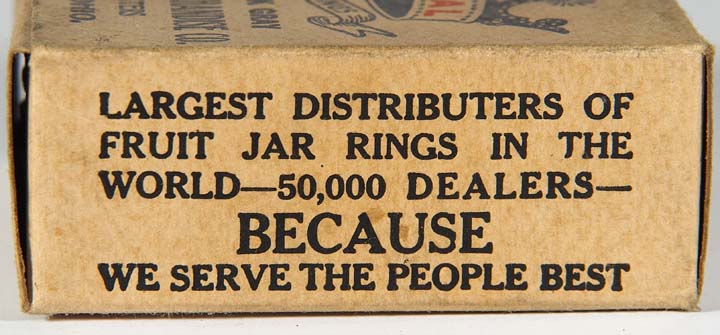 LARGEST DISTRIBUTERS OF
FRUIT JAR RINGS IN THE
WORLD—50,000 DEALERS—
BECAUSE
WE SERVE THE PEOPLE BEST